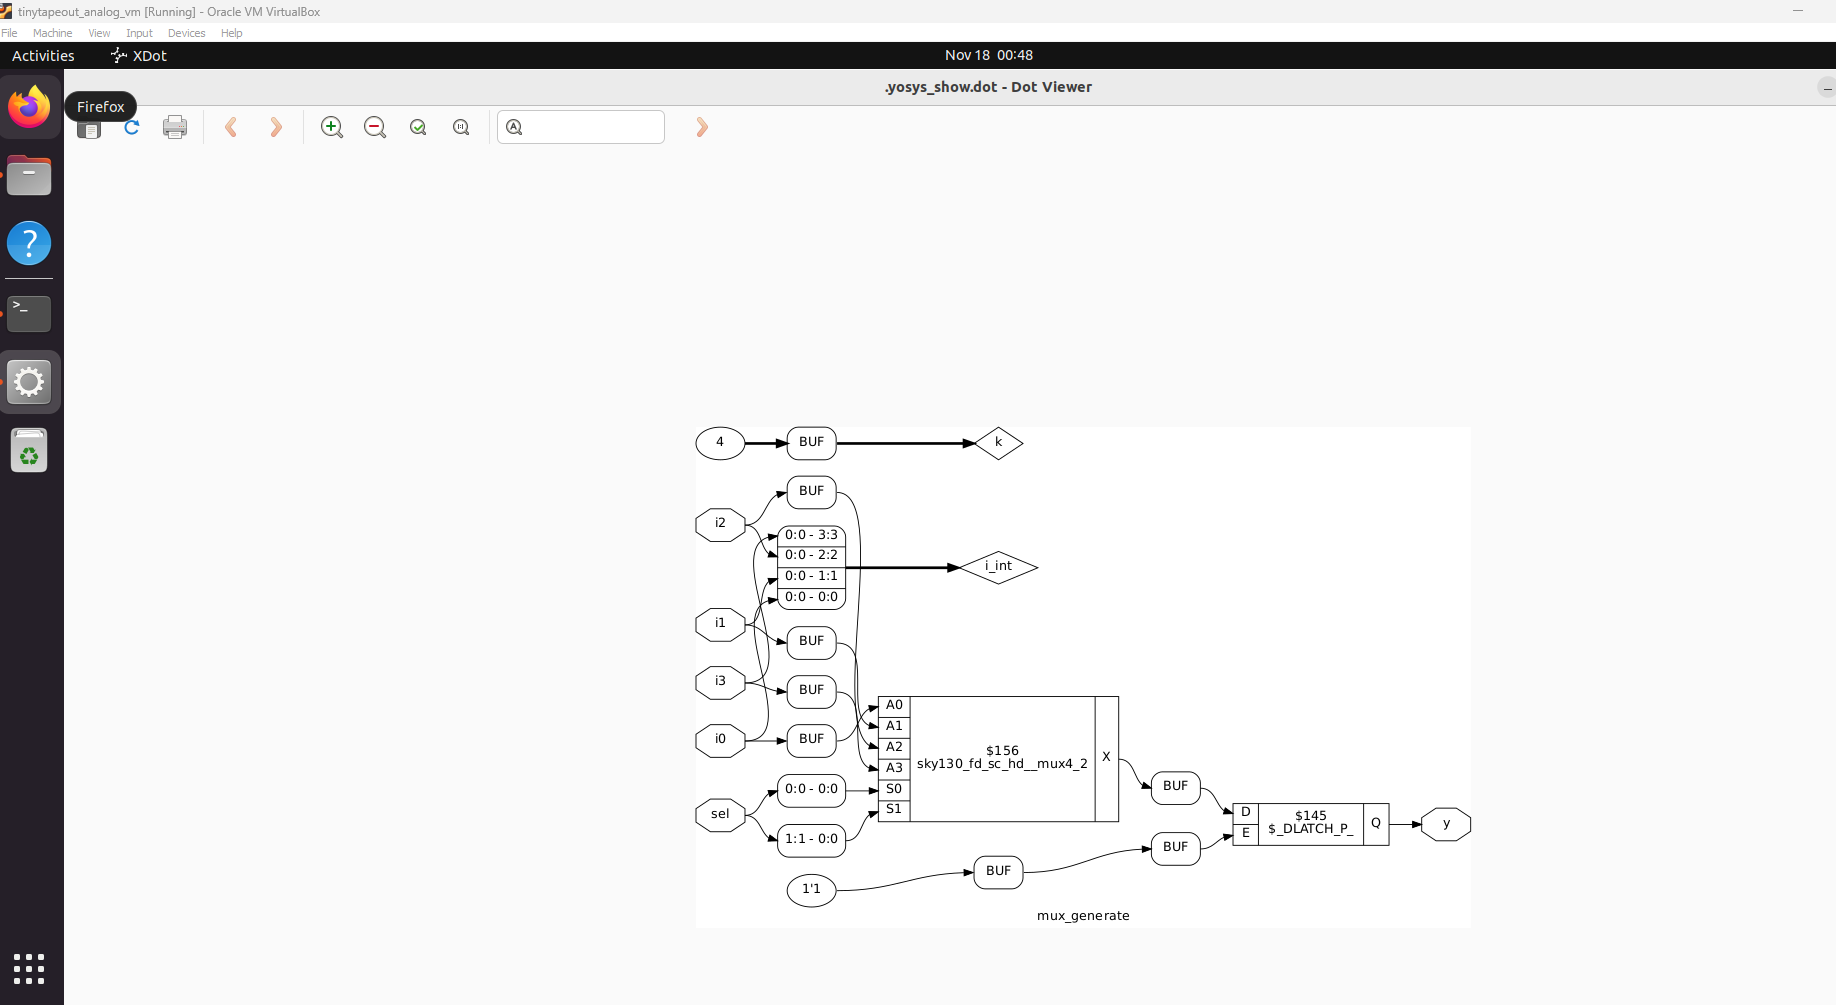 tinytapeout_analog_vm [Running] - Oracle VM VirtualBox
File Machine View Input Devices Help
Activities XDot Nov 18 00:48
.yosys_show.dot - Dot Viewer
Firefox
4 BUF k
BUF
i2
0:0 - 3:3
0:0 - 2:2
0:0 - 1:1
0:0 - 0:0
i_int
i1
BUF
i3
BUF
i0
BUF
A0
A1
A2
A3
S0
S1
$156
sky130_fd_sc_hd__mux4_2
X
sel
0:0 - 0:0
1:1 - 0:0
BUF
BUF
D
E
$145
$_DLATCH_P_
Q
y
1'1
BUF
mux_generate